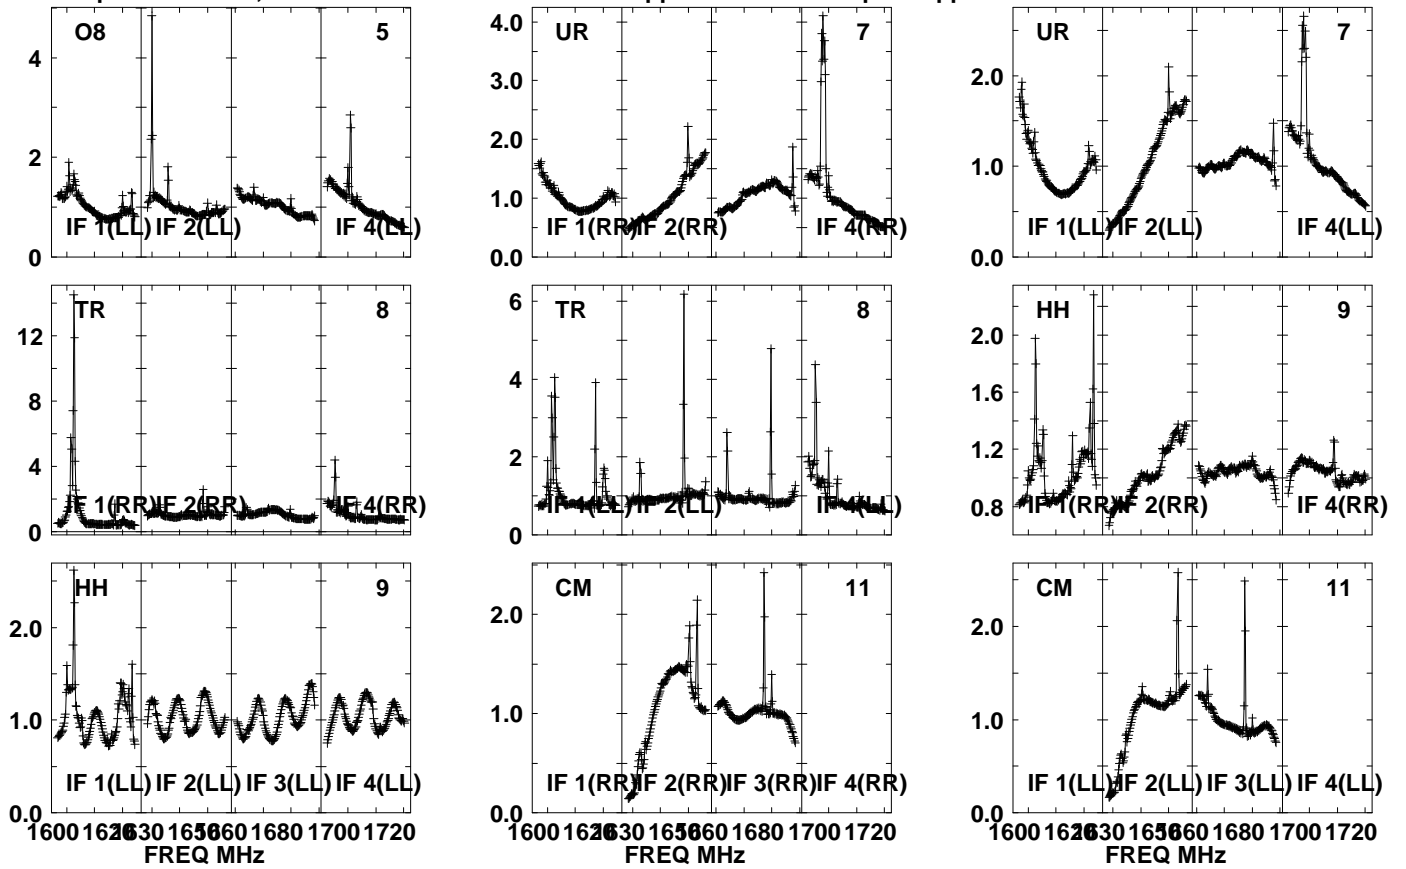 O8 5 UR 7 UR 7
4 4.0
3.0 2.0
2 2.0
1.0 1.0
IF 1(LL) IF 2(LL) IF 4(LL) IF 1(RR) IF 2(RR) IF 4(RR) IF 1(LL) IF 2(LL) IF 4(LL)
0 0.0 0.0
TR 8 TR 8 HH 9
12 6 2.0
8 4 1.6
4 2 1.2
IF 1(RR) IF 2(RR) IF 4(RR) IF 1(LL) IF 2(LL) IF 4(LL) 0.8 IF 1(RR) IF 2(RR) IF 4(RR)
0 0
HH 9 CM 11 CM 11
2.0 2.0 2.0
1.0 1.0 1.0
IF 1(LL) IF 2(LL) IF 3(LL) IF 4(LL) IF 1(RR) IF 2(RR) IF 3(RR) IF 4(RR) IF 1(LL) IF 2(LL) IF 3(LL) IF 4(LL)
0.0 0.0 0.0
1600 1620 1630 1650 1660 1680 1700 1720 1600 1620 1630 1650 1660 1680 1700 1720 1600 1620 1630 1650 1660 1680 1700 1720
FREQ MHz FREQ MHz